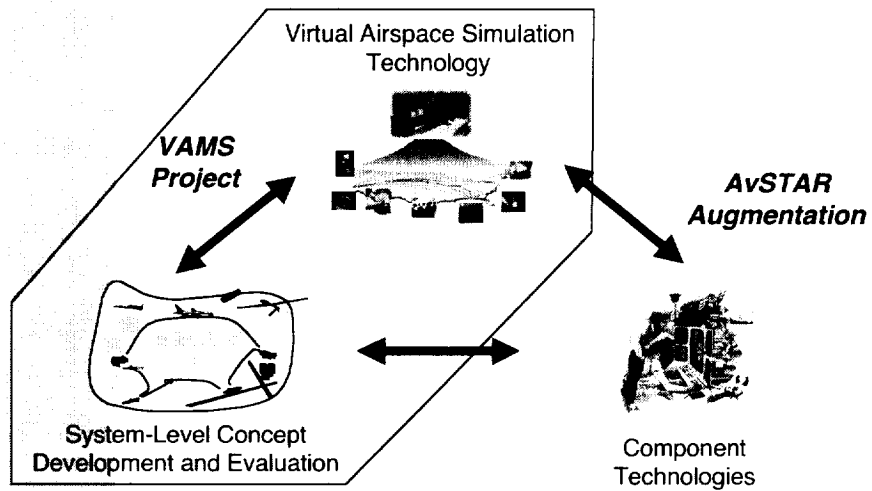 Virtual Airspace Simulation
Technology
VAMS
Project
AvSTAR
Augmentation
System-Level Concept
Development and Evaluation
Component
Technologies